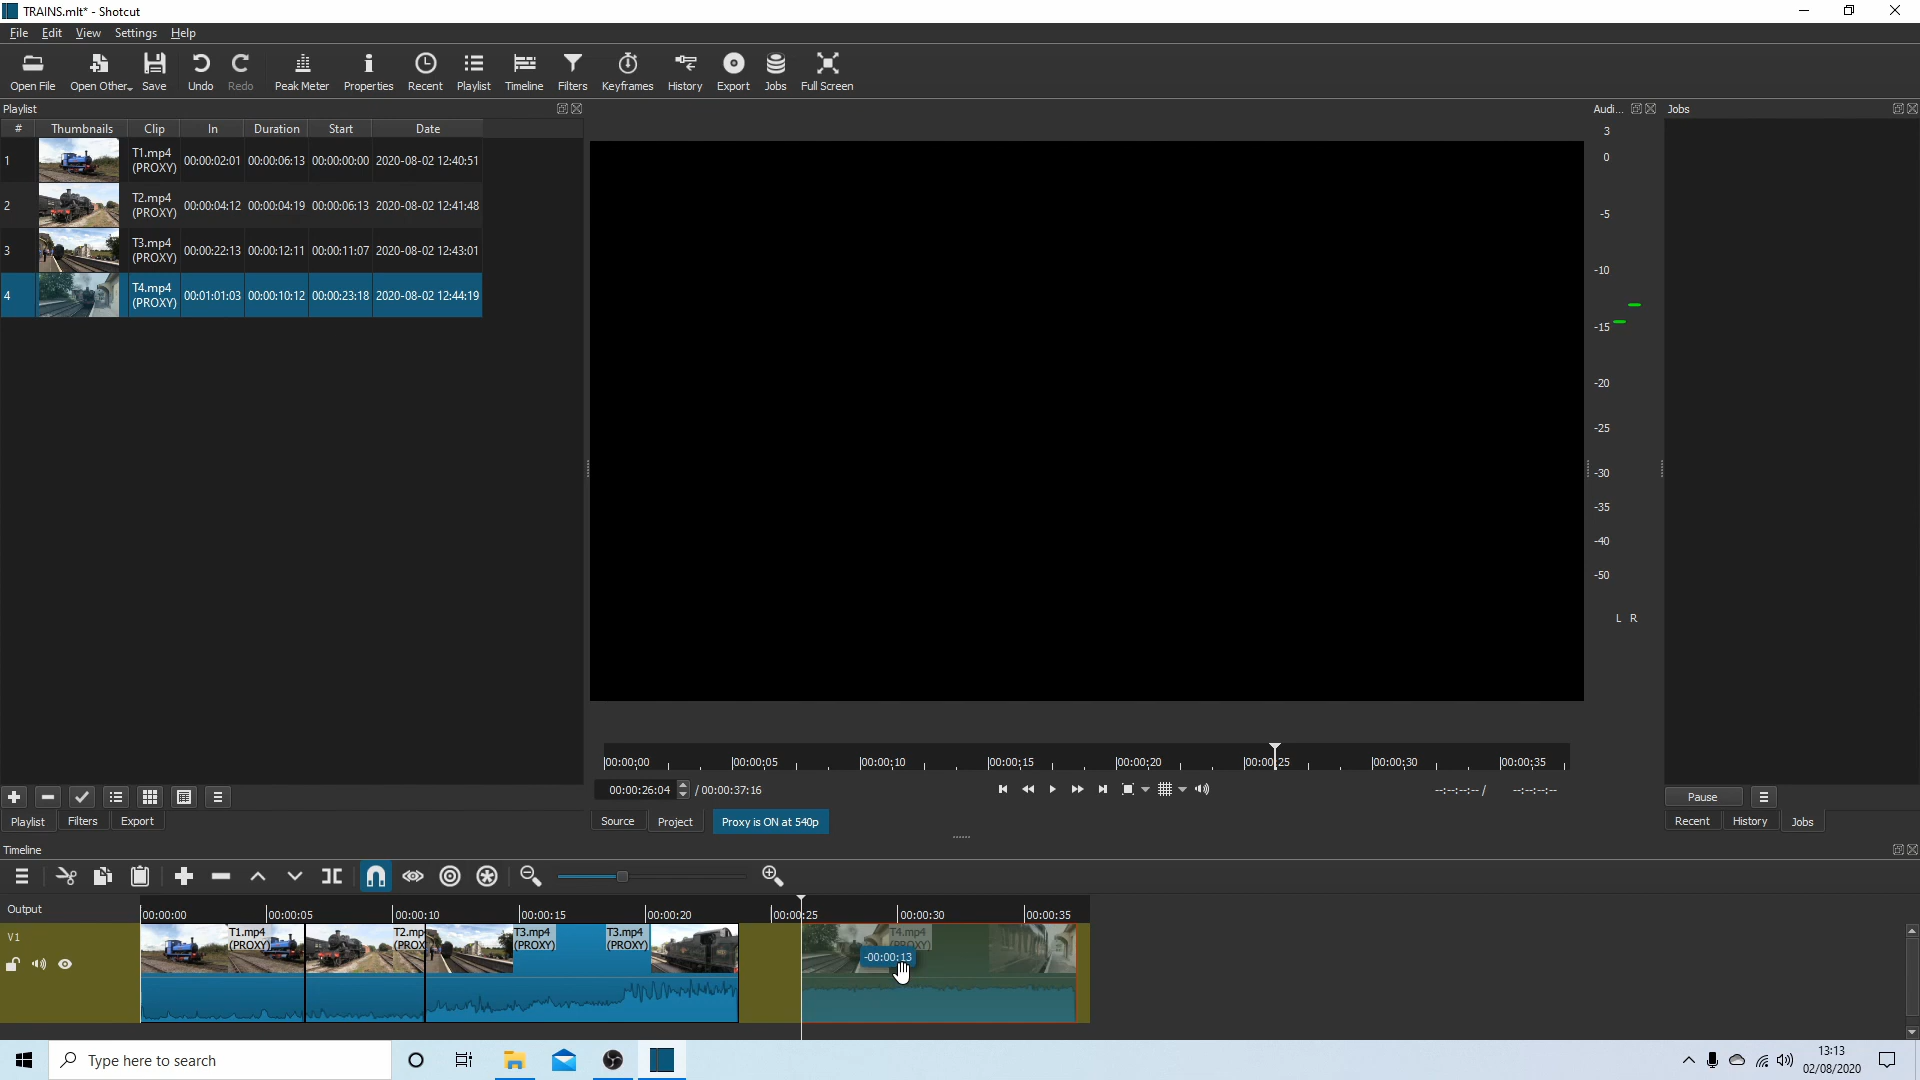 TRAINS.mlt* - Shotcut
File Edit View Settings Help
Open File Open Other.. Save Undo Redo Peak Meter Properties Recent Playlist Timeline Filters Keyframes History Export Jobs Full Screen
Playlist
# Thumbnails Clip In Duration Start Date
1 T1.mp4 (PROXY) 00:00:02:01 00:00:06:13 00:00:00:00 2020-08-02 12:40:51
2 T2.mp4 (PROXY) 00:00:04:12 00:00:04:19 00:00:06:13 2020-08-02 12:41:48
3 T3.mp4 (PROXY) 00:00:22:13 00:00:12:11 00:00:11:07 2020-08-02 12:43:01
4 T4.mp4 (PROXY) 00:01:01:03 00:00:10:12 00:00:23:18 2020-08-02 12:44:19
Playlist Filters Export
00:00:00 00:00:05 00:00:10 00:00:15 00:00:20 00:00:25 00:00:30 00:00:35
00:00:26:04 / 00:00:37:16
--:--:--:-- / --:--:--:--
Source Project Proxy is ON at 540p
Audi...
3
0
-5
-10
-15
-20
-25
-30
-35
-40
-50
L R
Jobs
Pause
Recent History Jobs
Timeline
Output
00:00:00 00:00:05 00:00:10 00:00:15 00:00:20 00:00:25 00:00:30 00:00:35
V1
T1.mp4 (PROXY)
T2.mp (PROX
T3.mp4 (PROXY)
T3.mp4 (PROXY)
T4.mp4 (PROXY)
-00:00:13
Type here to search
13:13
02/08/2020